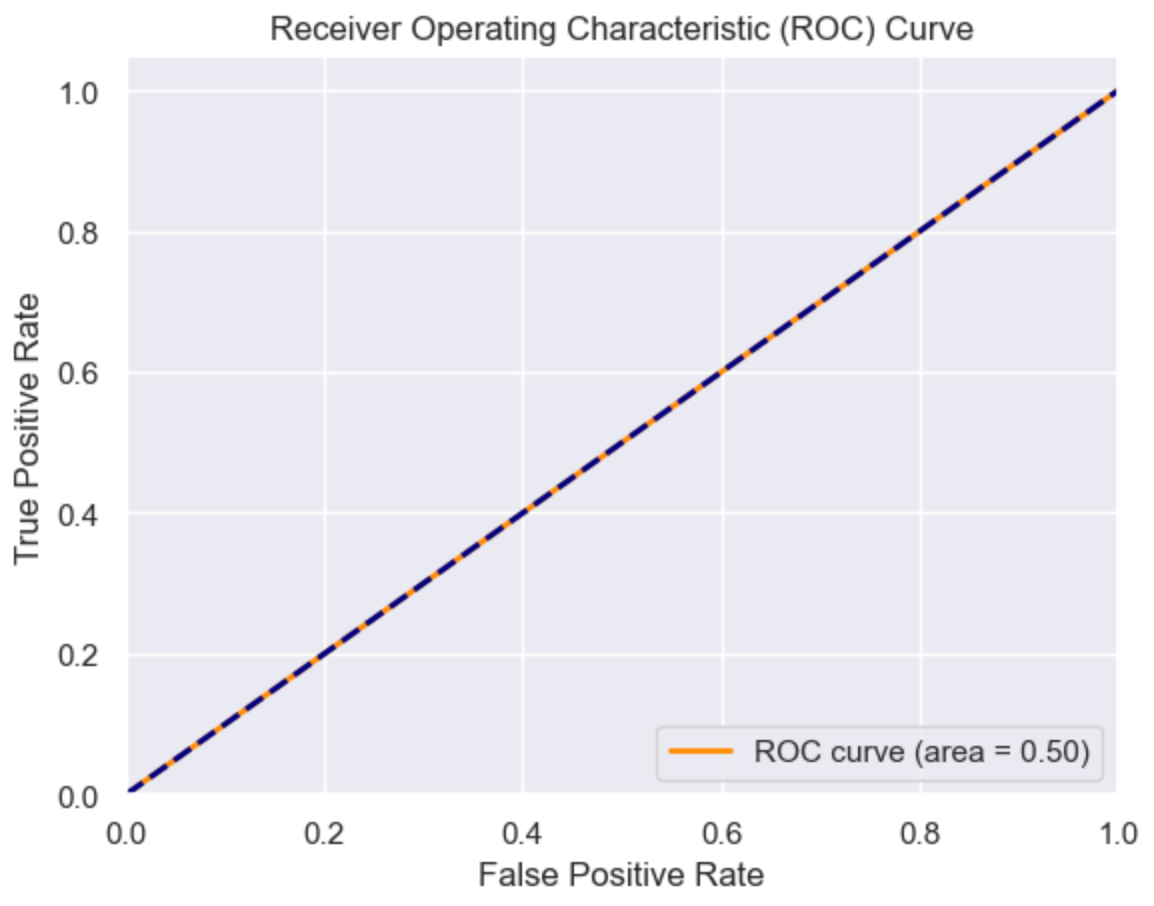 Receiver Operating Characteristic (ROC) Curve
1.0
0.8
0.6
0.4
0.2
0.0
True Positive Rate
ROC curve (area = 0.50)
0.0 0.2 0.4 0.6 0.8 1.0
False Positive Rate